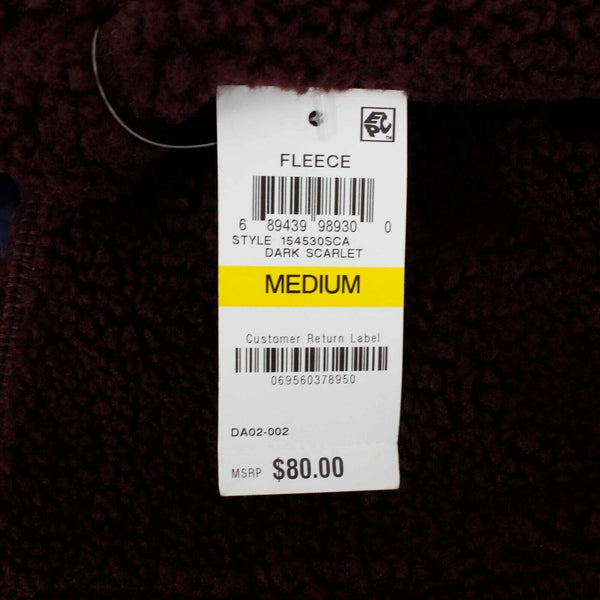 EPIC
FLEECE
6 89439 98930 0
STYLE 154530SCA
DARK SCARLET
MEDIUM
Customer Return Label
069560378950
DA02-002
MSRP $80.00